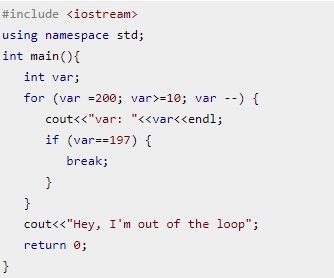 #include <iostream>
using namespace std;
int main(){
   int var;
   for (var =200; var>=10; var --) {
      cout<<"var: "<<var<<endl;
      if (var==197) {
         break;
      }
   }
   cout<<"Hey, I'm out of the loop";
   return 0;
}